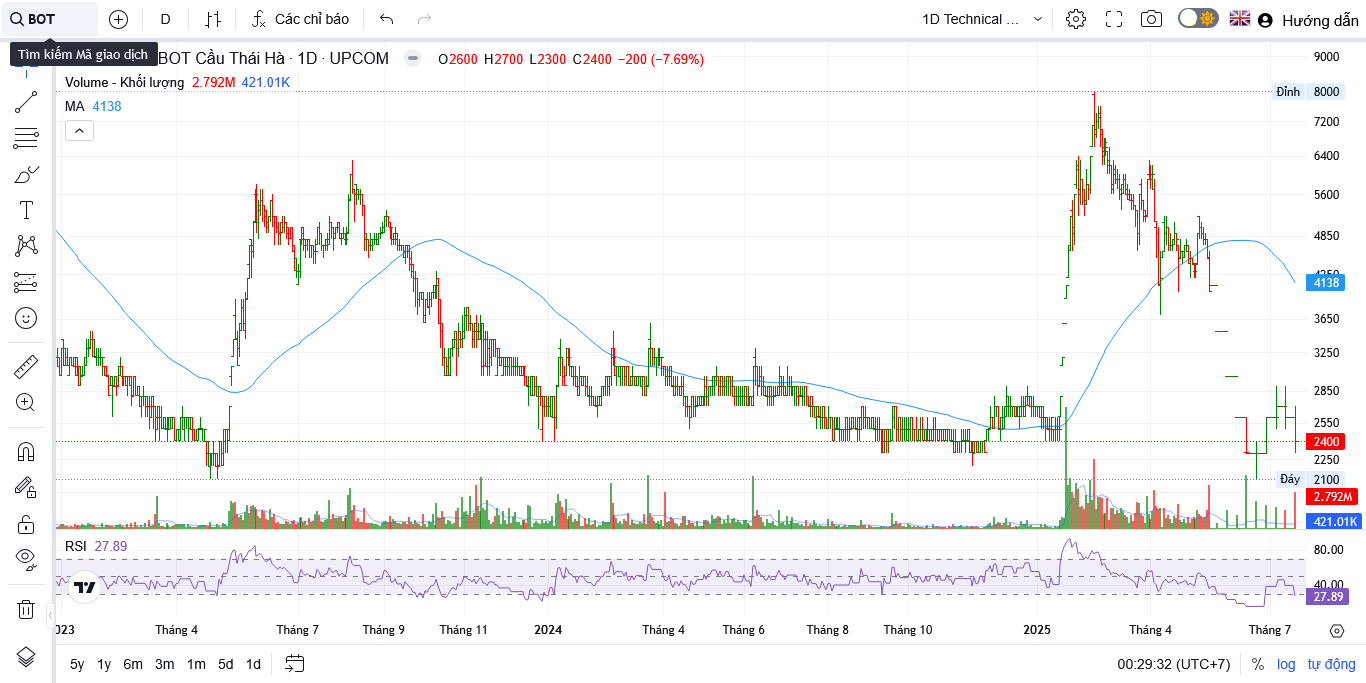 BOT
D
Các chỉ báo
1D Technical ...
Hướng dẫn
Tìm kiếm Mã giao dịch
BOT Cầu Thái Hà · 1D · UPCOM
O2600 H2700 L2300 C2400 −200 (−7.69%)
Volume - Khối lượng 2.792M 421.01K
MA 4138
9000
Đỉnh 8000
7200
6400
5600
4850
4250
4138
3650
3250
2850
2550
2400
2250
Đáy 2100
2.792M
421.01K
RSI 27.89
80.00
40.00
27.89
023 Tháng 4 Tháng 7 Tháng 9 Tháng 11 2024 Tháng 4 Tháng 6 Tháng 8 Tháng 10 2025 Tháng 4 Tháng 7
5y 1y 6m 3m 1m 5d 1d
00:29:32 (UTC+7) % log tự động